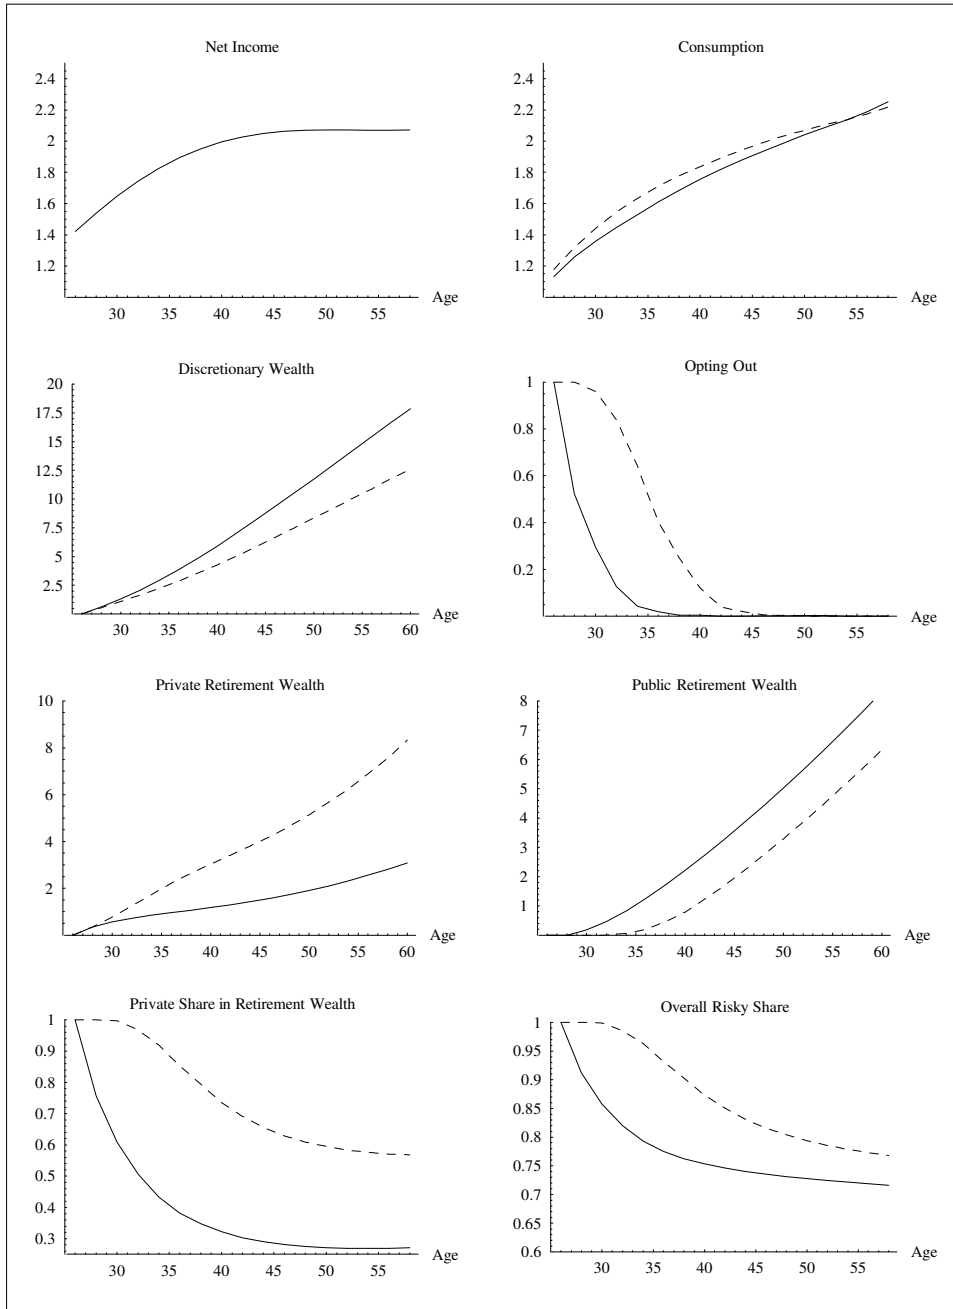 Net Income
2.4
2.2
2
1.8
1.6
1.4
1.2
30 35 40 45 50 55
Age
Consumption
2.4
2.2
2
1.8
1.6
1.4
1.2
30 35 40 45 50 55
Age
Discretionary Wealth
20
17.5
15
12.5
10
7.5
5
2.5
30 35 40 45 50 55 60
Opting Out
1
0.8
0.6
0.4
0.2
30 35 40 45 50 55
Private Retirement Wealth
10
8
6
4
2
30 35 40 45 50 55 60
Age
Public Retirement Wealth
8
7
6
5
4
3
2
1
30 35 40 45 50 55 60
Age
Private Share in Retirement Wealth
1
0.9
0.8
0.7
0.6
0.5
0.4
0.3
30 35 40 45 50 55
Age
Overall Risky Share
1
0.95
0.9
0.85
0.8
0.75
0.7
0.65
0.6
30 35 40 45 50 55
Age